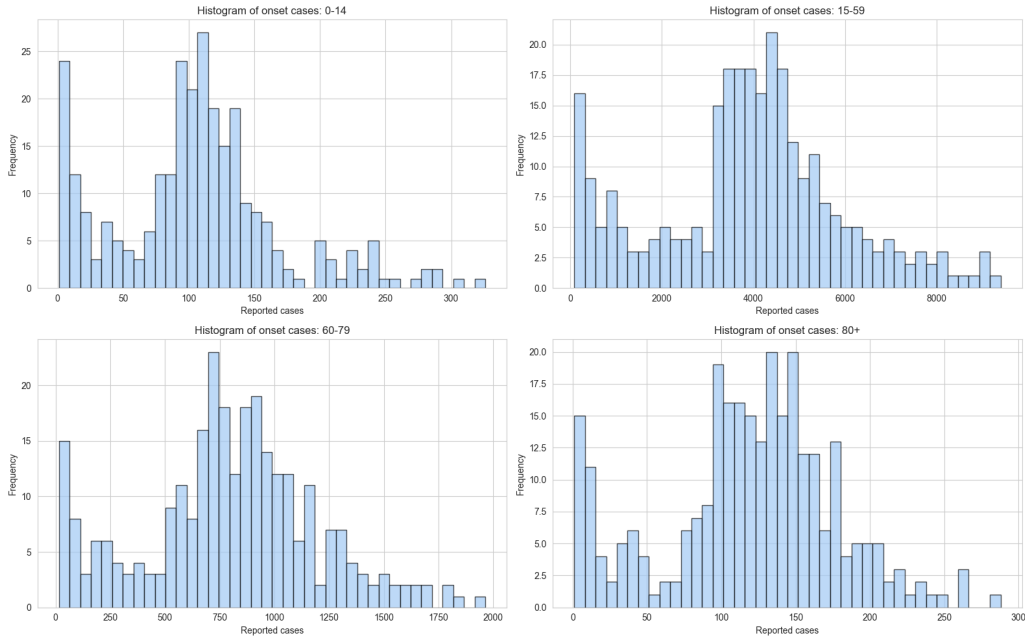 Histogram of onset cases: 0-14
Frequency
25
20
15
10
5
0
0 50 100 150 200 250 300
Reported cases
Histogram of onset cases: 15-59
Frequency
20.0
17.5
15.0
12.5
10.0
7.5
5.0
2.5
0.0
0 2000 4000 6000 8000
Reported cases
Histogram of onset cases: 60-79
Frequency
20
15
10
5
0
0 250 500 750 1000 1250 1500 1750 2000
Reported cases
Histogram of onset cases: 80+
Frequency
20.0
17.5
15.0
12.5
10.0
7.5
5.0
2.5
0.0
0 50 100 150 200 250 300
Reported cases